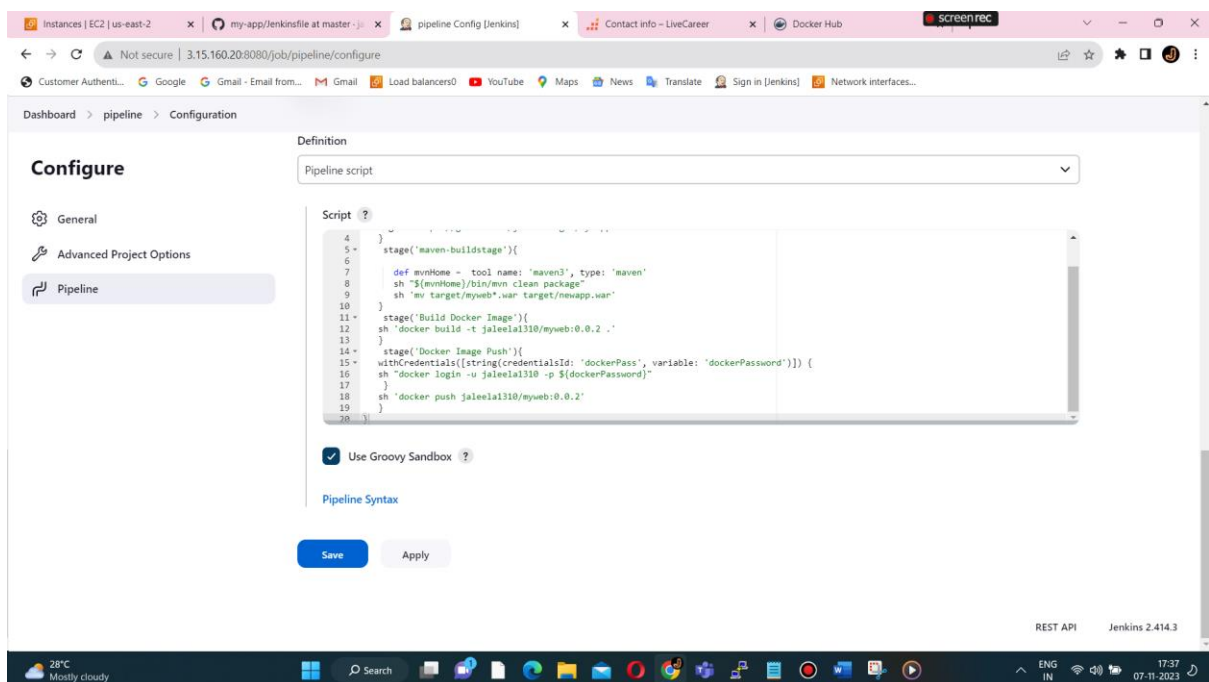 Instances | EC2 | us-east-2
my-app/Jenkinsfile at master · j
pipeline Config [Jenkins]
Contact info – LiveCareer
Docker Hub
screenrec
Not secure | 3.15.160.20:8080/job/pipeline/configure
Customer Authenti... Google Gmail - Email from... Gmail Load balancers0 YouTube Maps News Translate Sign in [Jenkins] Network interfaces...
Dashboard > pipeline > Configuration
Configure
General
Advanced Project Options
Pipeline
Definition
Pipeline script
Script ?
4 }
5 stage('maven-buildstage'){
6
7 def mvnHome = tool name: 'maven3', type: 'maven'
8 sh "${mvnHome}/bin/mvn clean package"
9 sh 'mv target/myweb*.war target/newapp.war'
10 }
11 stage('Build Docker Image'){
12 sh 'docker build -t jaleela1310/myweb:0.0.2 .'
13 }
14 stage('Docker Image Push'){
15 withCredentials([string(credentialsId: 'dockerPass', variable: 'dockerPassword')]) {
16 sh "docker login -u jaleela1310 -p ${dockerPassword}"
17 }
18 sh 'docker push jaleela1310/myweb:0.0.2'
19 }
20 }
Use Groovy Sandbox ?
Pipeline Syntax
Save Apply
REST API Jenkins 2.414.3
28°C
Mostly cloudy
Search
ENG
IN
17:37
07-11-2023